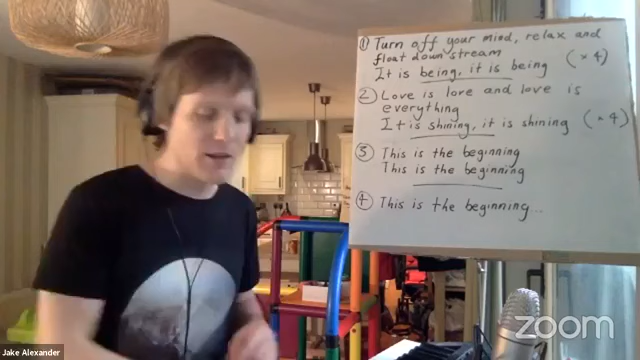 ① Turn off your mind, relax and
float down stream
It is being, it is being (×4)
② Love is love and love is
everything
It is shining, it is shining (×4)
③ This is the beginning
This is the beginning
④ This is the beginning...
Jake Alexander
zoom